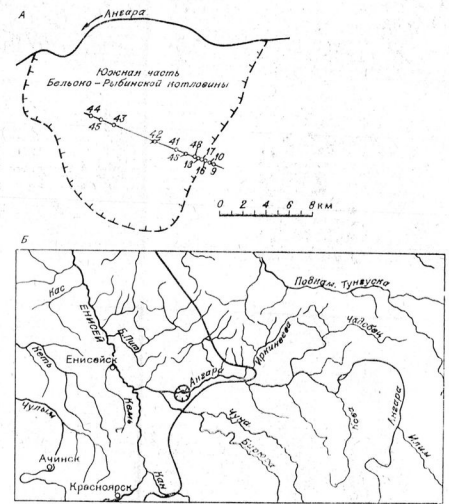 А
Ангара
Южная часть
Бельско-Рыбинской котловины
44
45
43
42
41
45
48
13
17
16
10
9
0 2 4 6 8 км
Б
Подкам. Тунгуска
Кас
ЕНИСЕЙ
Б.Пит
Чадобец
Иркинеева
Кеть
Енисейск
Ангара
Ангара
Кемь
Чуна
Чулым
Бирюса
Кова
Илим
Ачинск
Кан
Красноярск